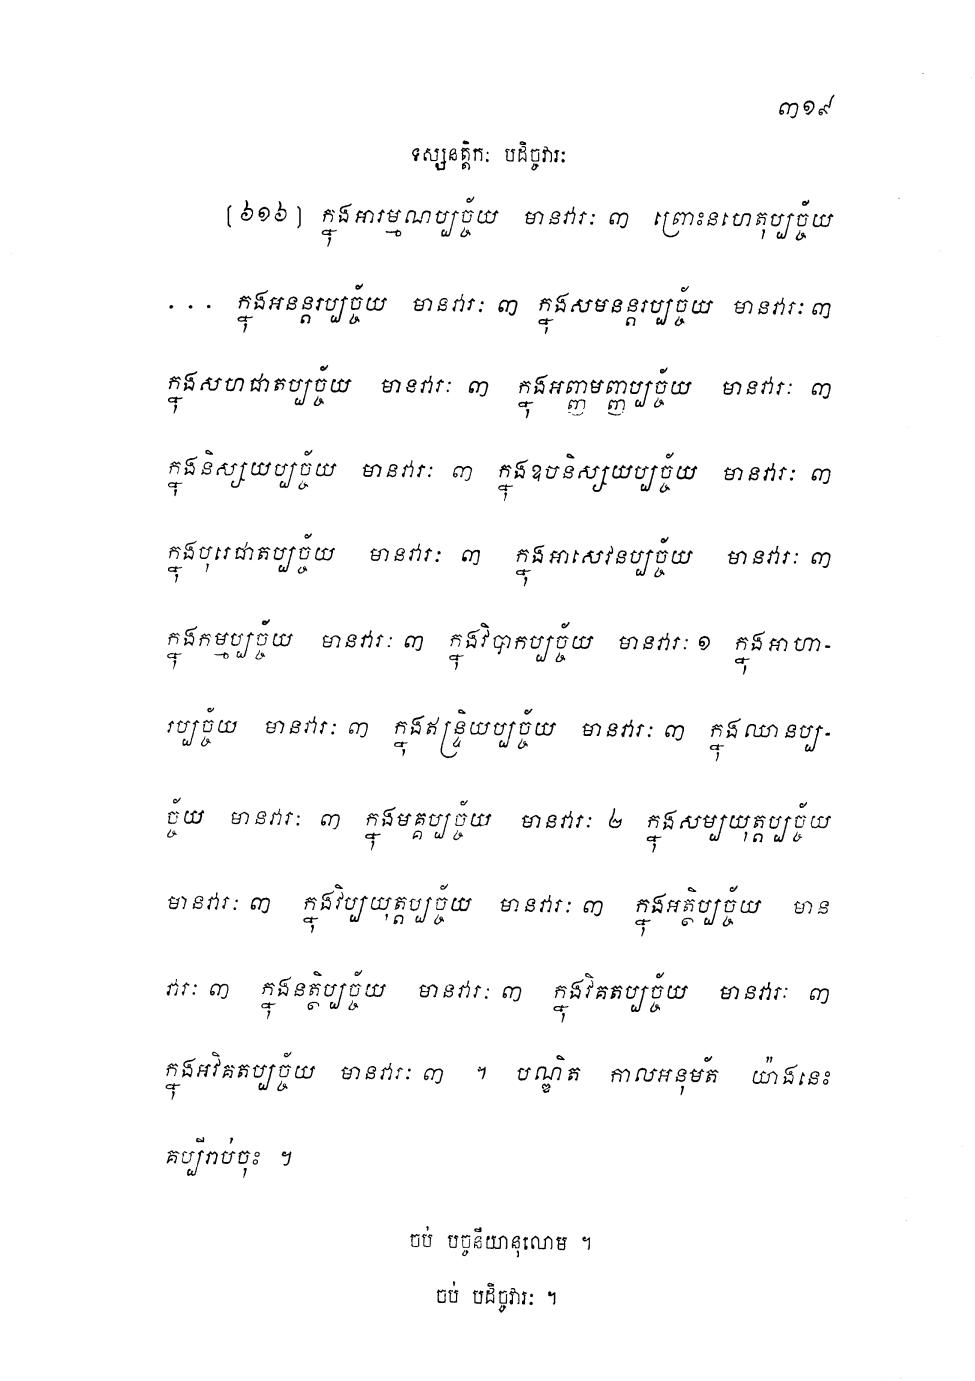 ៣១៩
ទស្សនត្តិកៈ បដិច្ចវារៈ
[៦១៦] ក្នុងអារម្មណប្បច្ច័យ មានវារៈ ៣ ព្រោះនហេតុប្បច្ច័យ
... ក្នុងអនន្តរប្បច្ច័យ មានវារៈ ៣ ក្នុងសមនន្តរប្បច្ច័យ មានវារៈ ៣
ក្នុងសហជាតប្បច្ច័យ មានវារៈ ៣ ក្នុងអញ្ញមញ្ញប្បច្ច័យ មានវារៈ ៣
ក្នុងនិស្សយប្បច្ច័យ មានវារៈ ៣ ក្នុងឧបនិស្សយប្បច្ច័យ មានវារៈ ៣
ក្នុងបុរេជាតប្បច្ច័យ មានវារៈ ៣ ក្នុងអាសេវនប្បច្ច័យ មានវារៈ ៣
ក្នុងកម្មប្បច្ច័យ មានវារៈ ៣ ក្នុងវិបាកប្បច្ច័យ មានវារៈ ១ ក្នុងអាហា-
រប្បច្ច័យ មានវារៈ ៣ ក្នុងឥន្ទ្រិយប្បច្ច័យ មានវារៈ ៣ ក្នុងឈានប្ប-
ច្ច័យ មានវារៈ ៣ ក្នុងមគ្គប្បច្ច័យ មានវារៈ ២ ក្នុងសម្បយុត្តប្បច្ច័យ
មានវារៈ ៣ ក្នុងវិប្បយុត្តប្បច្ច័យ មានវារៈ ៣ ក្នុងអត្ថិប្បច្ច័យ មាន
វារៈ ៣ ក្នុងនត្ថិប្បច្ច័យ មានវារៈ ៣ ក្នុងវិគតប្បច្ច័យ មានវារៈ ៣
ក្នុងអវិគតប្បច្ច័យ មានវារៈ ៣ ។ បណ្ឌិត កាលអនុមត័ យ៉ាងនេះ
គប្បីរាប់ចុះ ។
ចប់ បច្ចនីយានុលោម ។
ចប់ បដិច្ចវារៈ ។